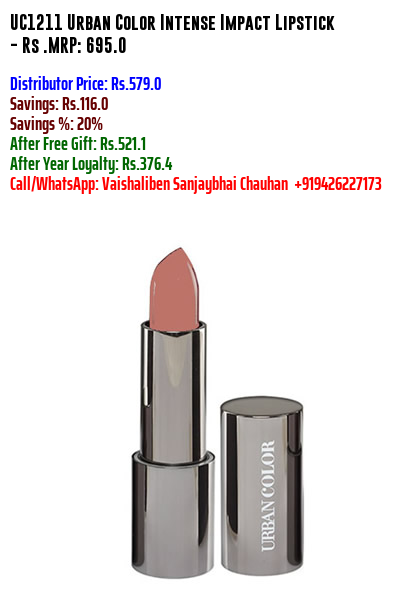 UC1211 Urban Color Intense Impact Lipstick
- Rs .MRP: 695.0
Distributor Price: Rs.579.0
Savings: Rs.116.0
Savings %: 20%
After Free Gift: Rs.521.1
After Year Loyalty: Rs.376.4
Call/WhatsApp: Vaishaliben Sanjaybhai Chauhan  +919426227173
URBAN COLOR